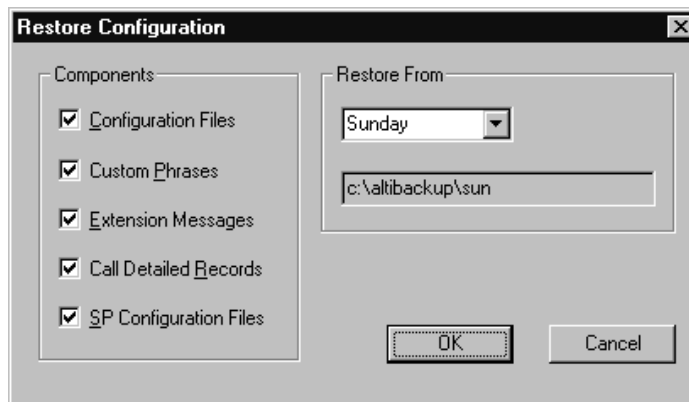 Restore Configuration
Components
Configuration Files
Custom Phrases
Extension Messages
Call Detailed Records
SP Configuration Files
Restore From
Sunday
c:\altibackup\sun
OK
Cancel